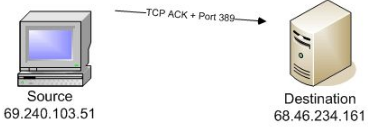 TCP ACK + Port 389
Source
69.240.103.51
Destination
68.46.234.161